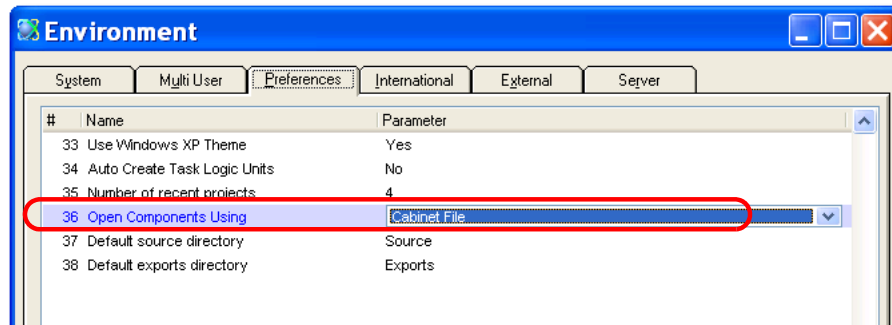 Environment
System Multi User Preferences International External Server
# Name Parameter
33 Use Windows XP Theme Yes
34 Auto Create Task Logic Units No
35 Number of recent projects 4
36 Open Components Using Cabinet File
37 Default source directory Source
38 Default exports directory Exports